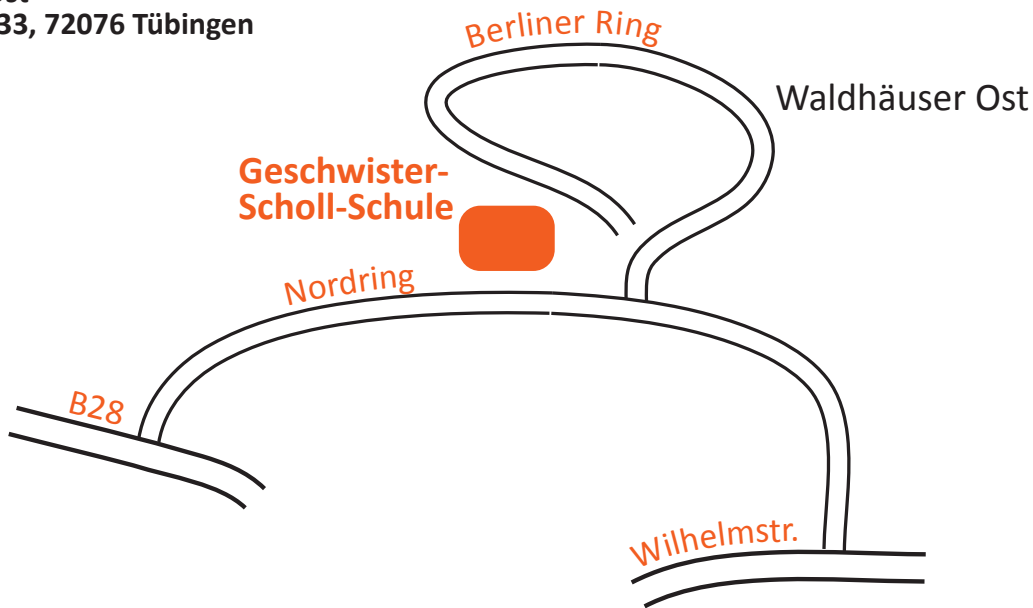 33, 72076 Tübingen
Berliner Ring
Waldhäuser Ost
Geschwister-
Scholl-Schule
Nordring
B28
Wilhelmstr.